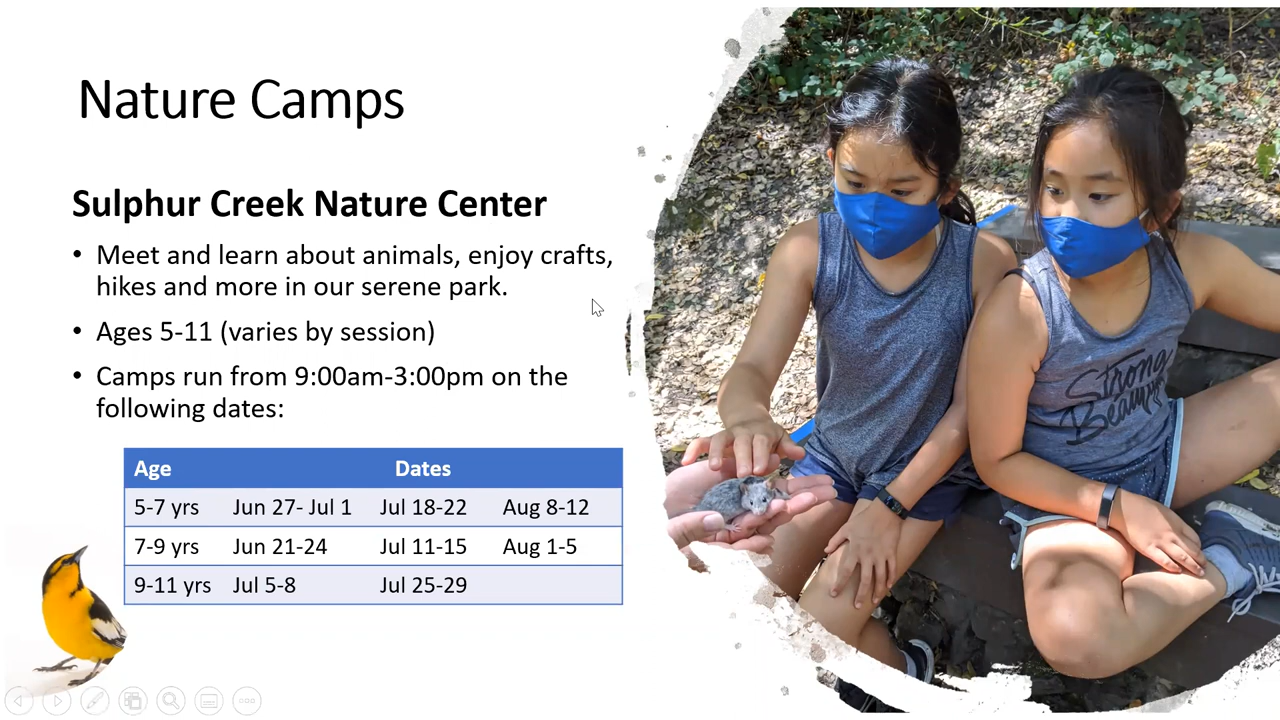 Nature Camps
Sulphur Creek Nature Center
• Meet and learn about animals, enjoy crafts,
hikes and more in our serene park.
• Ages 5-11 (varies by session)
• Camps run from 9:00am-3:00pm on the
following dates:
Age Dates
5-7 yrs Jun 27- Jul 1 Jul 18-22 Aug 8-12
7-9 yrs Jun 21-24 Jul 11-15 Aug 1-5
9-11 yrs Jul 5-8 Jul 25-29
Strong